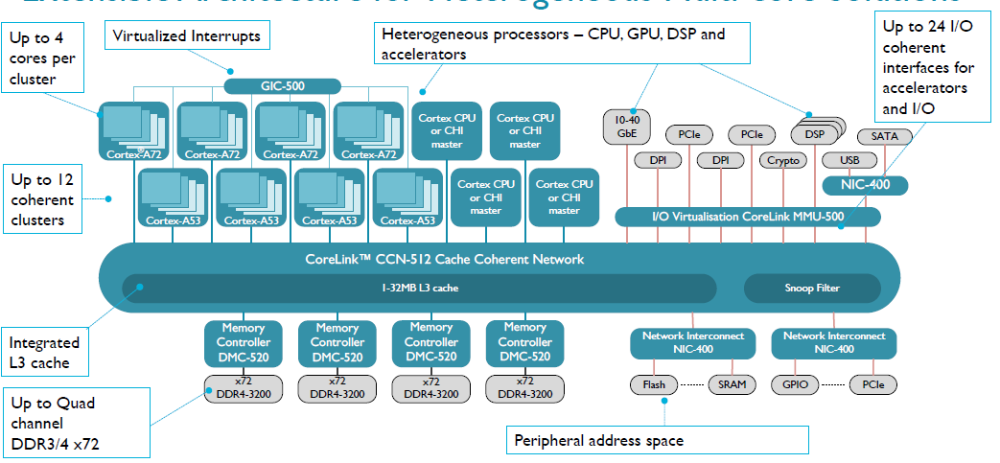 Extensible Architecture for Heterogeneous Multi-core Solutions
Up to 4
cores per
cluster
Virtualized Interrupts
Heterogeneous processors – CPU, GPU, DSP and
accelerators
Up to 24 I/O
coherent
interfaces for
accelerators
and I/O
GIC-500
Cortex-A72
Cortex-A72
Cortex-A72
Cortex-A72
Cortex CPU
or CHI
master
Cortex CPU
or CHI
master
10-40
GbE
PCIe
PCIe
DSP
SATA
DPI
DPI
Crypto
USB
NIC-400
Up to 12
coherent
clusters
Cortex-A53
Cortex-A53
Cortex-A53
Cortex-A53
Cortex CPU
or CHI
master
Cortex CPU
or CHI
master
I/O Virtualisation CoreLink MMU-500
CoreLink™ CCN-512 Cache Coherent Network
1-32MB L3 cache
Snoop Filter
Integrated
L3 cache
Memory
Controller
DMC-520
Memory
Controller
DMC-520
Memory
Controller
DMC-520
Memory
Controller
DMC-520
Network Interconnect
NIC-400
Network Interconnect
NIC-400
x72
DDR4-3200
x72
DDR4-3200
x72
DDR4-3200
x72
DDR4-3200
Flash
SRAM
GPIO
PCIe
Up to Quad
channel
DDR3/4 x72
Peripheral address space